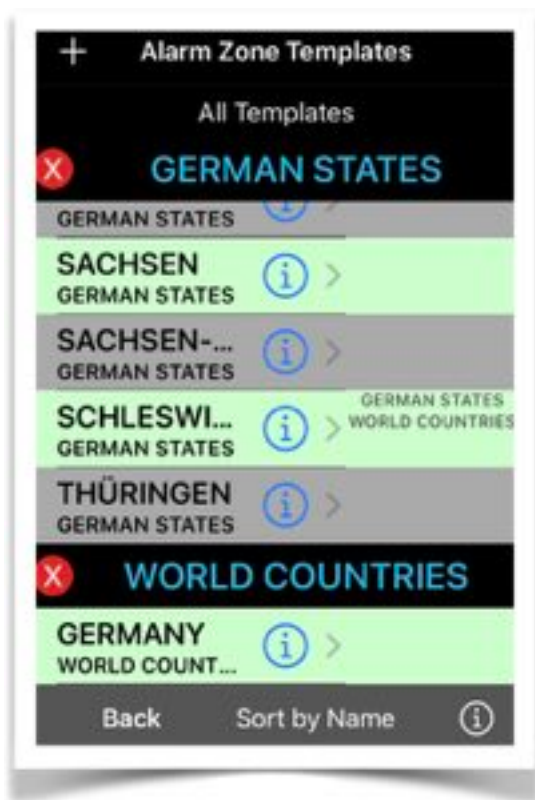 + Alarm Zone Templates
All Templates
X GERMAN STATES
GERMAN STATES
SACHSEN
GERMAN STATES
SACHSEN-...
GERMAN STATES
SCHLESWI...
GERMAN STATES
GERMAN STATES
WORLD COUNTRIES
THÜRINGEN
GERMAN STATES
X WORLD COUNTRIES
GERMANY
WORLD COUNT...
Back Sort by Name